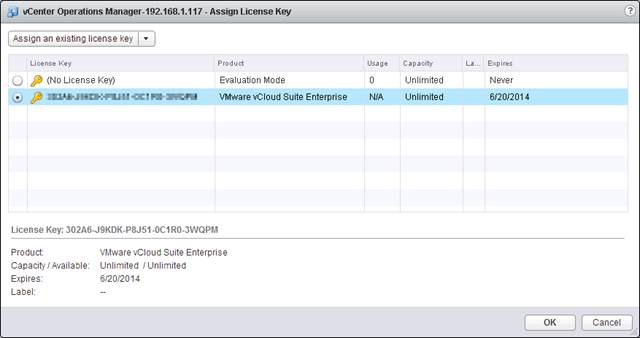 vCenter Operations Manager-192.168.1.117 - Assign License Key
Assign an existing license key
License Key Product Usage Capacity La... Expires
(No License Key) Evaluation Mode 0 Unlimited Never
VMware vCloud Suite Enterprise N/A Unlimited 6/20/2014
License Key: 302A6-J9KDK-P8J51-0C1R0-3WQPM
Product: VMware vCloud Suite Enterprise
Capacity / Available: Unlimited / Unlimited
Expires: 6/20/2014
Label: --
OK Cancel